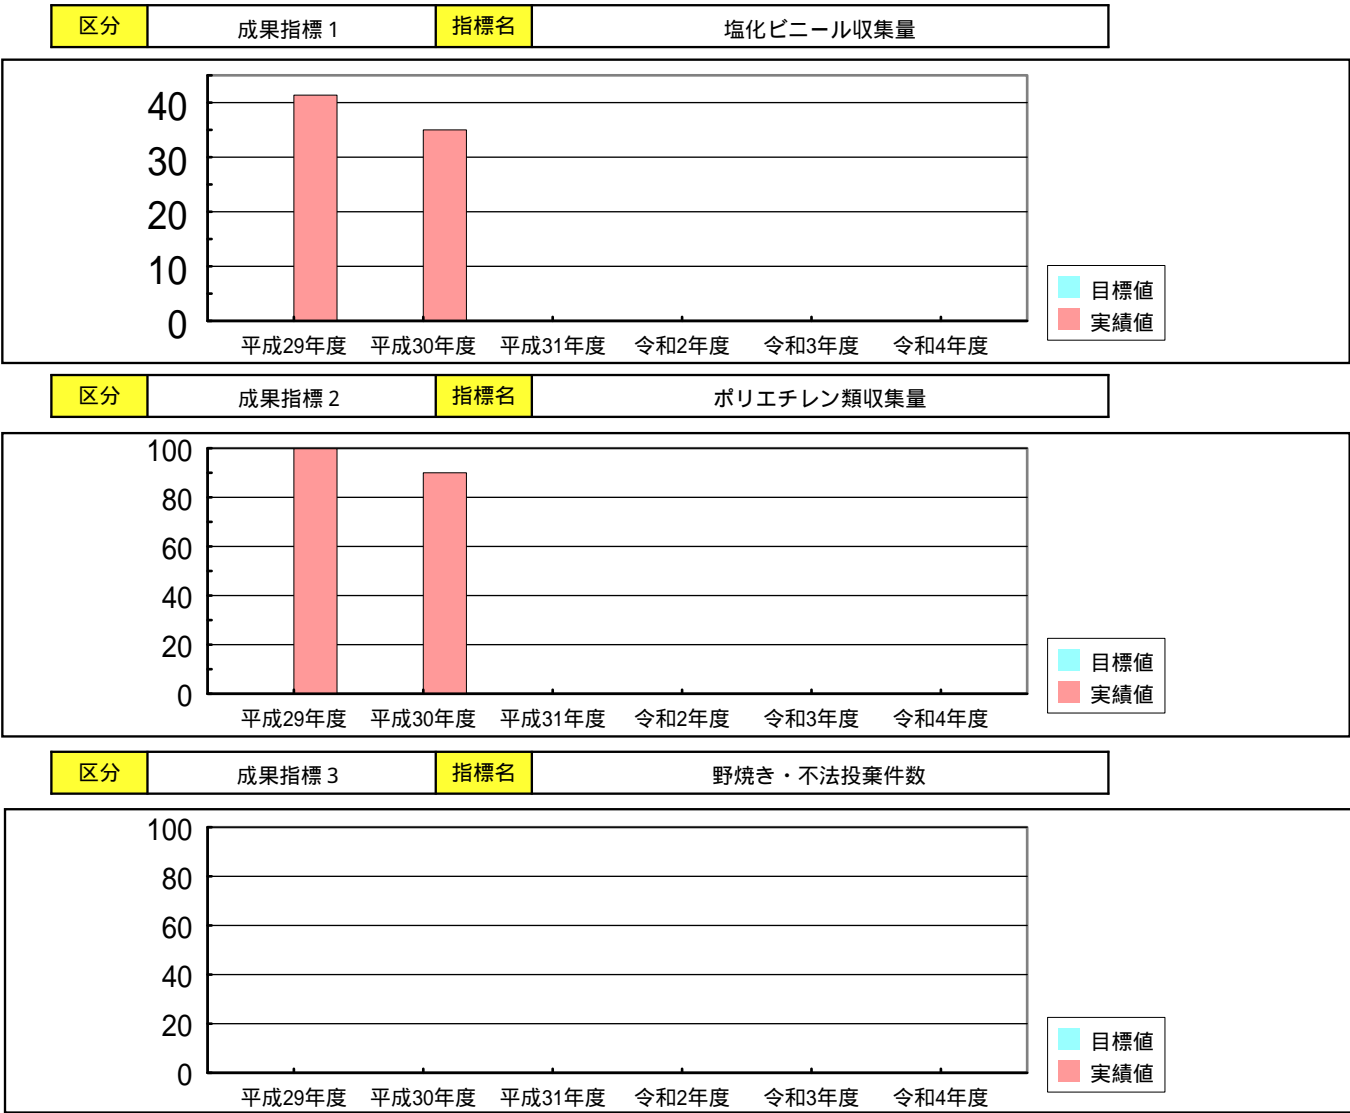 区分 成果指標1 指標名 塩化ビニール収集量
40
30
20
10
0
平成29年度 平成30年度 平成31年度 令和2年度 令和3年度 令和4年度
目標値
実績値
区分 成果指標2 指標名 ポリエチレン類収集量
100
80
60
40
20
0
平成29年度 平成30年度 平成31年度 令和2年度 令和3年度 令和4年度
目標値
実績値
区分 成果指標3 指標名 野焼き・不法投棄件数
100
80
60
40
20
0
平成29年度 平成30年度 平成31年度 令和2年度 令和3年度 令和4年度
目標値
実績値